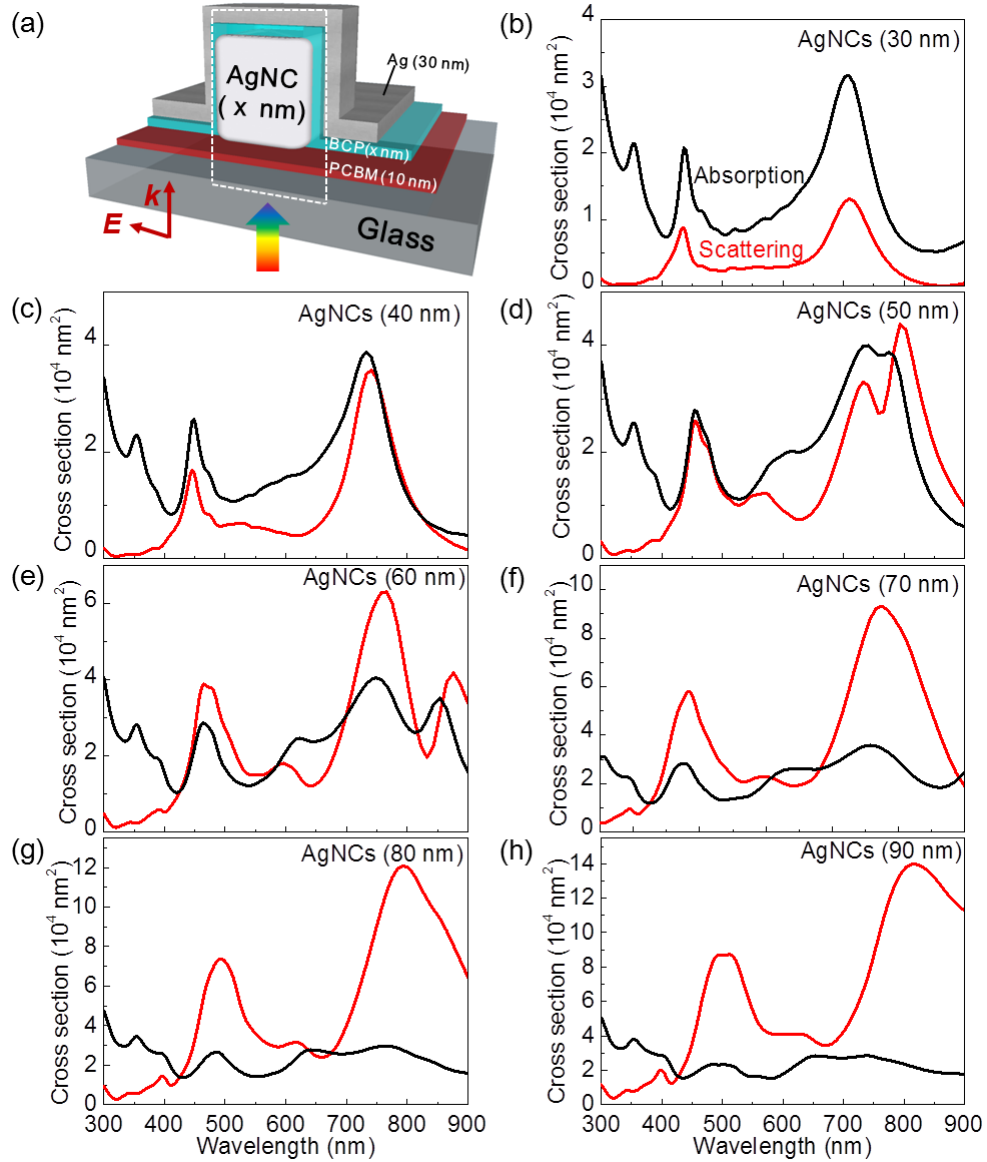 (a)
Ag (30 nm)
AgNC
( x nm)
BCP(x nm)
PCBM (10 nm)
k
E
Glass
(b)
AgNCs (30 nm)
Absorption
Scattering
Cross section (10⁴ nm²)
4
3
2
1
0
(c)
AgNCs (40 nm)
Cross section (10⁴ nm²)
4
2
0
(d)
AgNCs (50 nm)
Cross section (10⁴ nm²)
4
2
0
(e)
AgNCs (60 nm)
Cross section (10⁴ nm²)
6
4
2
0
(f)
AgNCs (70 nm)
Cross section (10⁴ nm²)
10
8
6
4
2
0
(g)
AgNCs (80 nm)
Cross section (10⁴ nm²)
12
10
8
6
4
2
0
300 400 500 600 700 800 900
Wavelength (nm)
(h)
AgNCs (90 nm)
Cross section (10⁴ nm²)
14
12
10
8
6
4
2
0
300 400 500 600 700 800 900
Wavelength (nm)